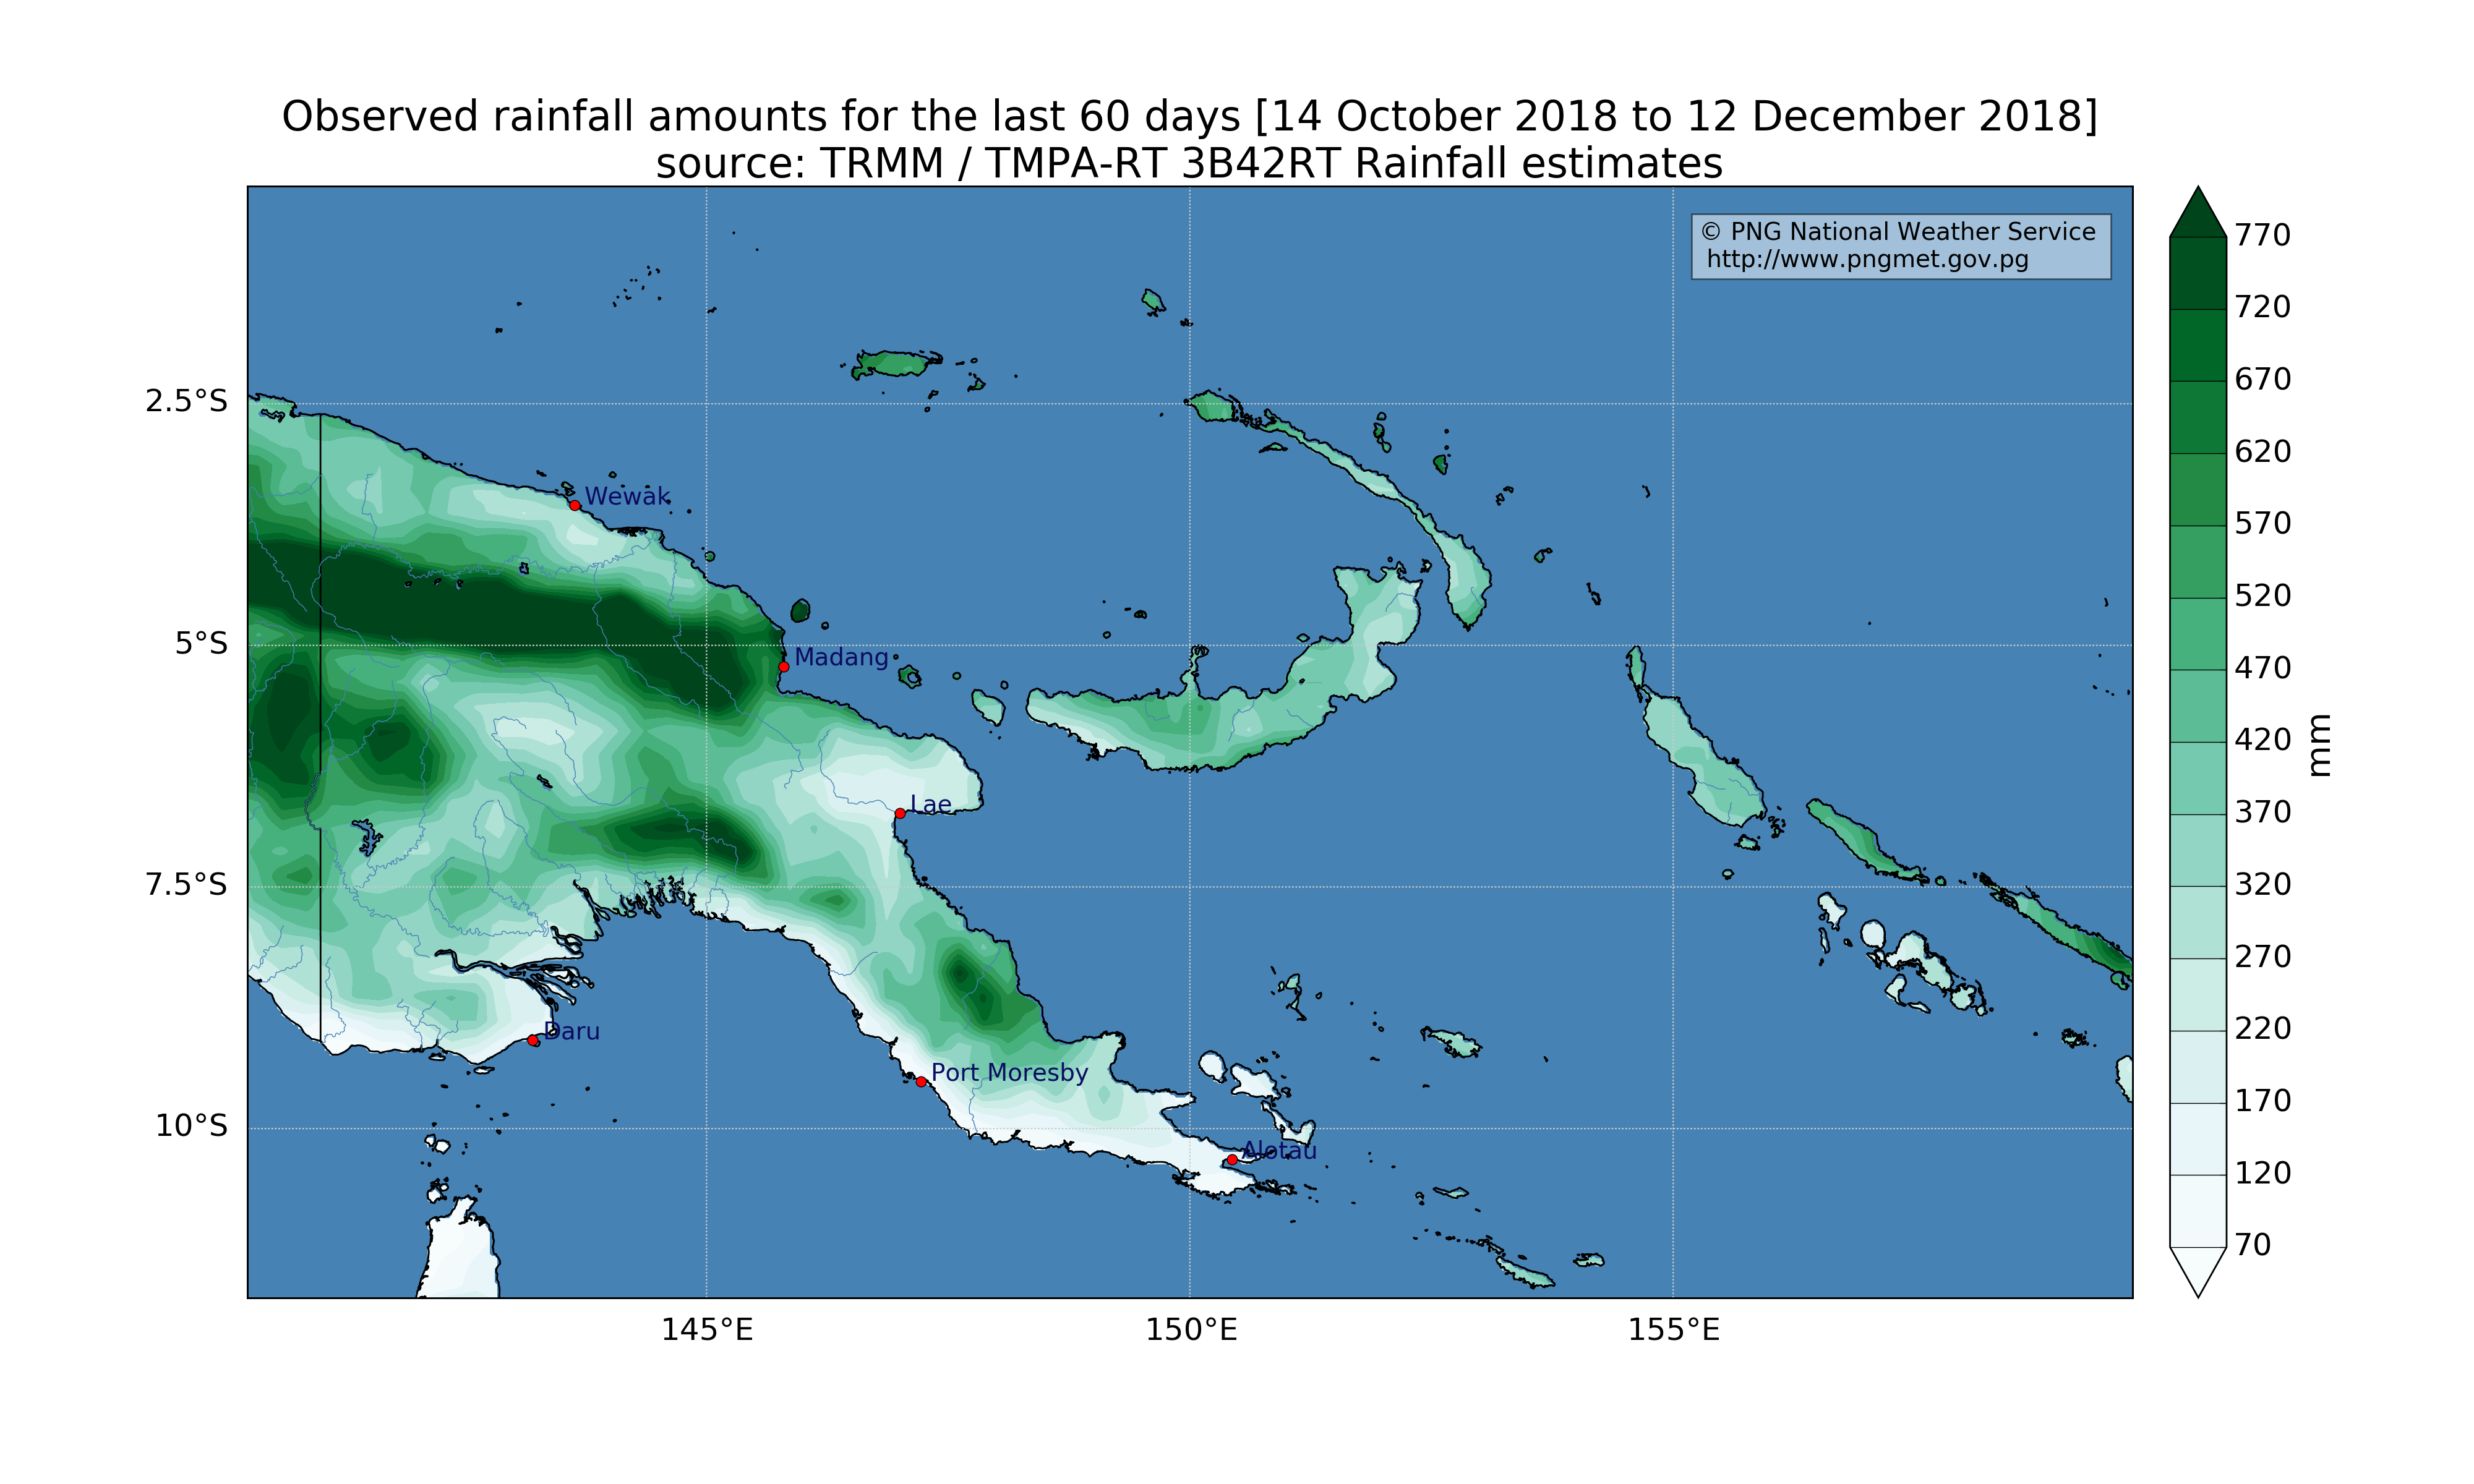 Observed rainfall amounts for the last 60 days [14 October 2018 to 12 December 2018]
source: TRMM / TMPA-RT 3B42RT Rainfall estimates
© PNG National Weather Service
http://www.pngmet.gov.pg
770
720
670
620
570
520
470
420
370
320
270
220
170
120
70
mm
2.5°S
5°S
7.5°S
10°S
Wewak
Madang
Lae
Daru
Port Moresby
Alotau
145°E
150°E
155°E